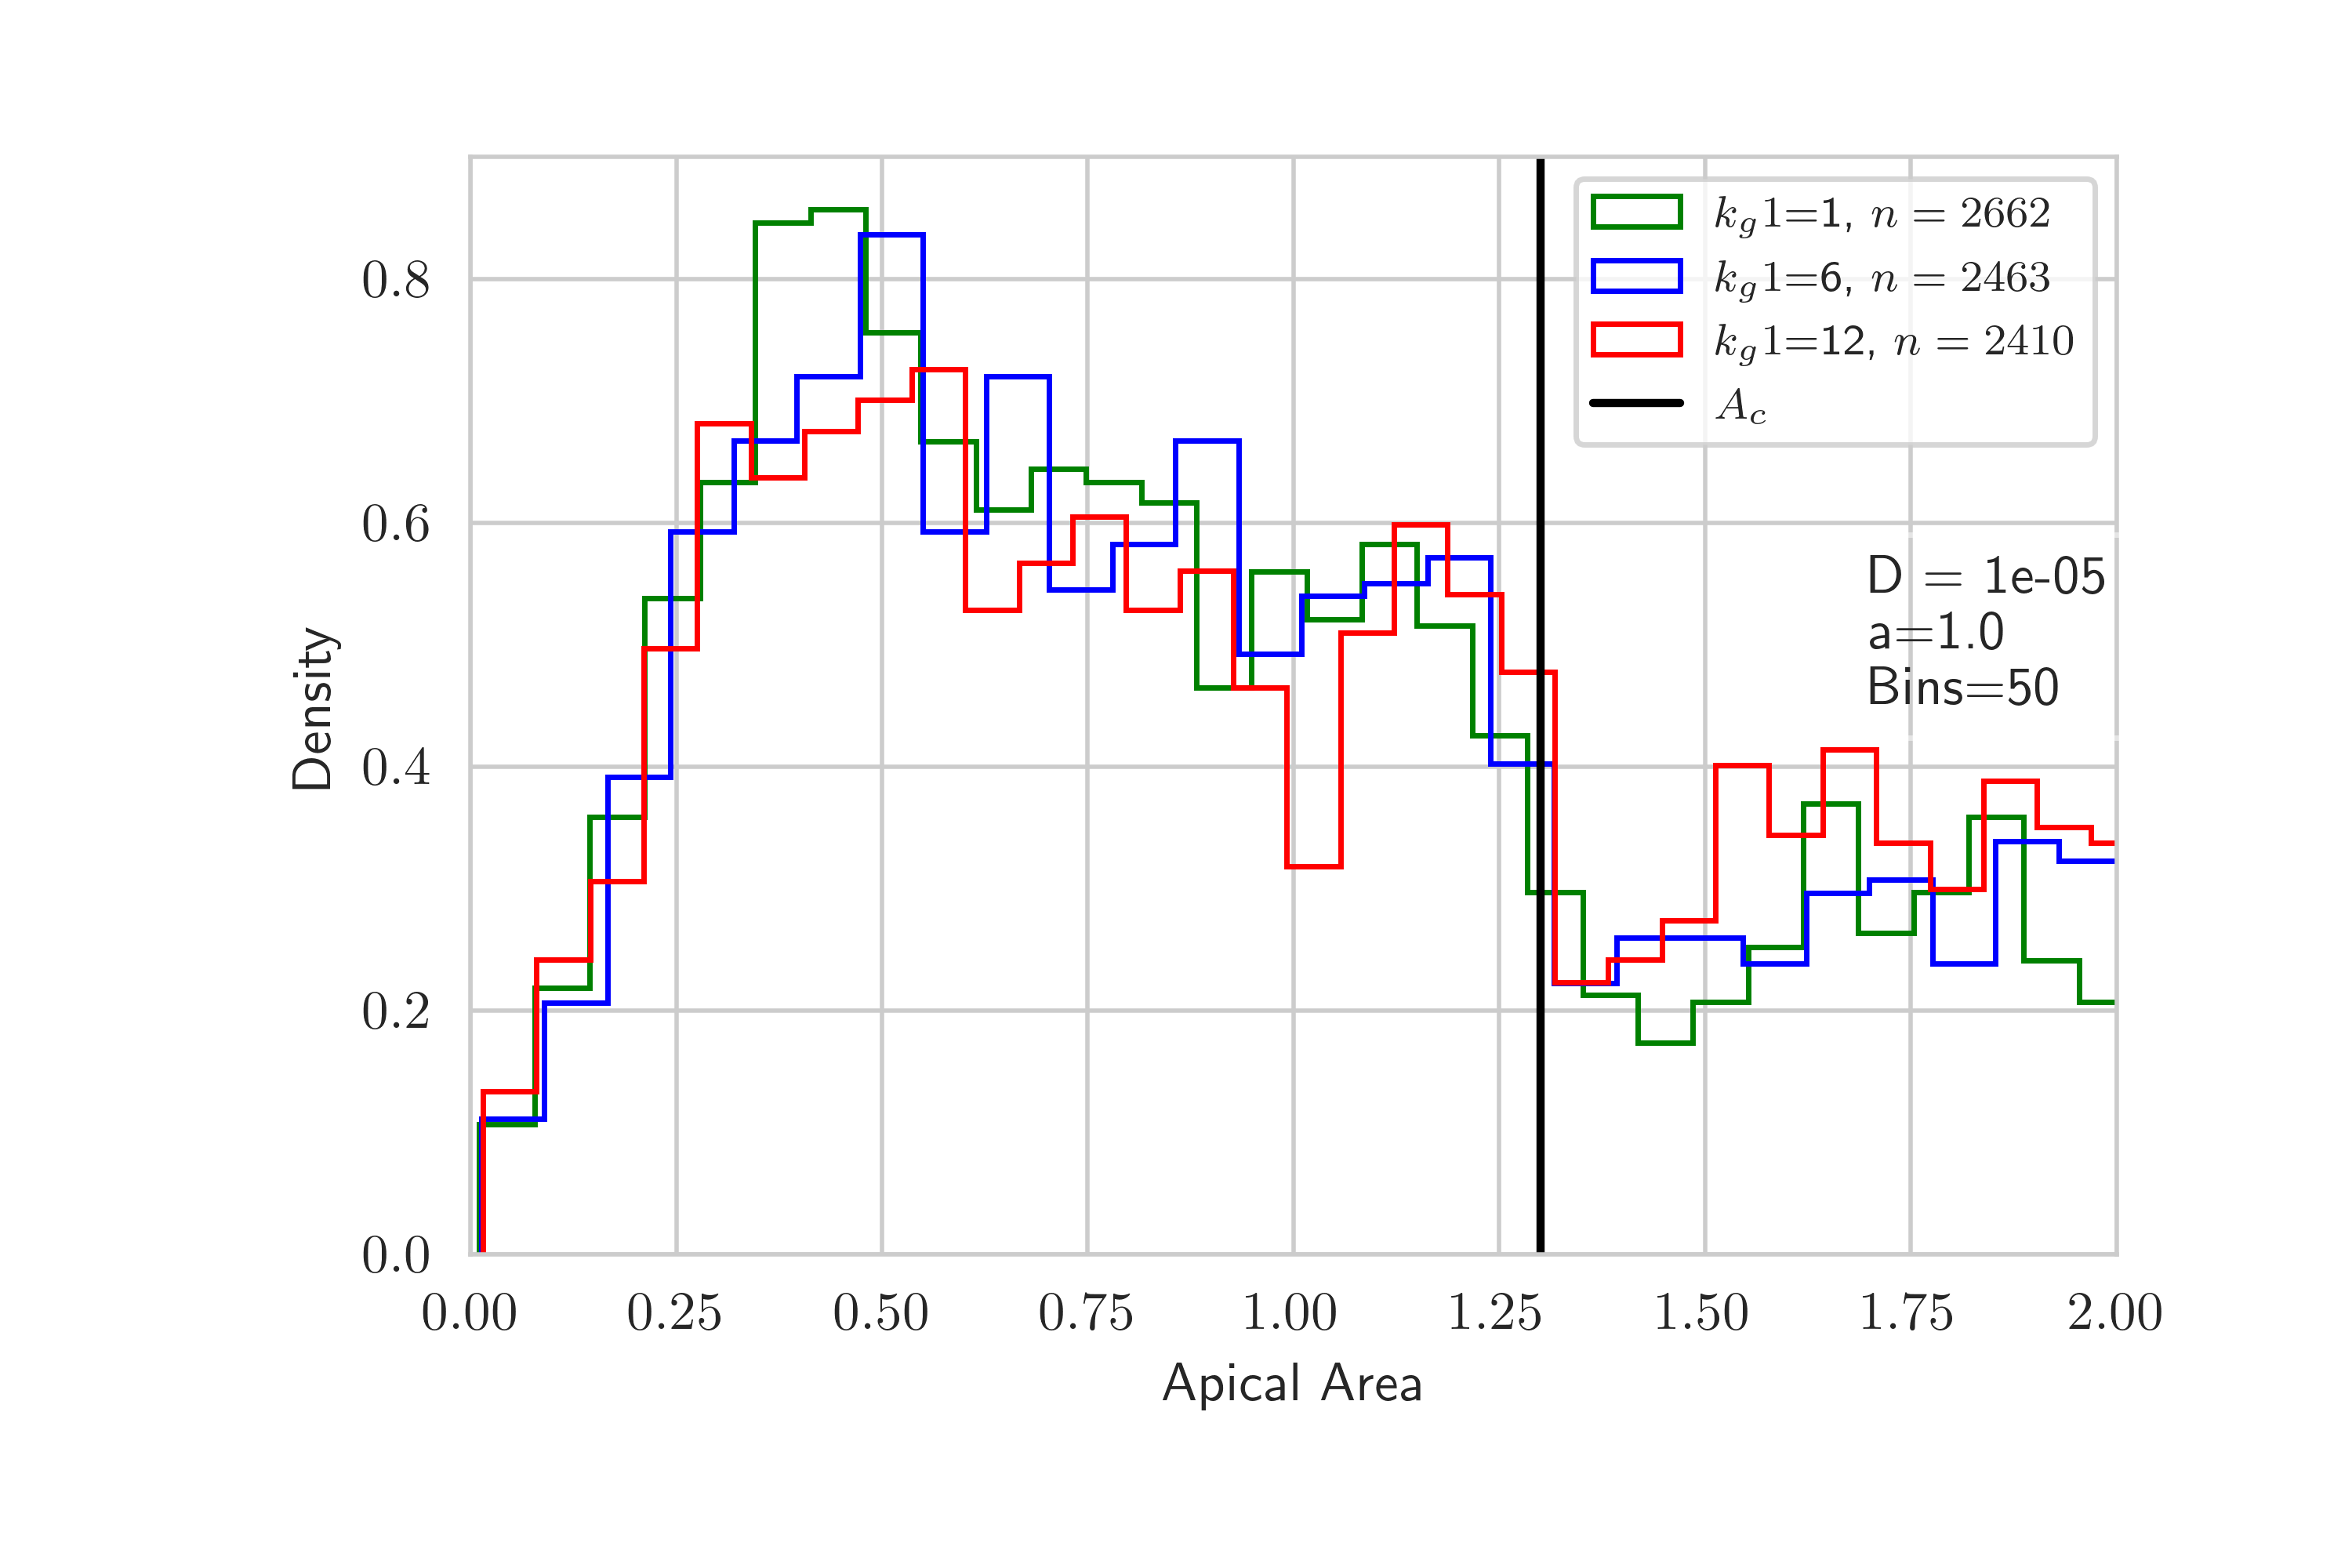 k_g1=1, n = 2662
k_g1=6, n = 2463
k_g1=12, n = 2410
A_c
D = 1e-05
a=1.0
Bins=50
Density
0.8
0.6
0.4
0.2
0.0
0.00 0.25 0.50 0.75 1.00 1.25 1.50 1.75 2.00
Apical Area